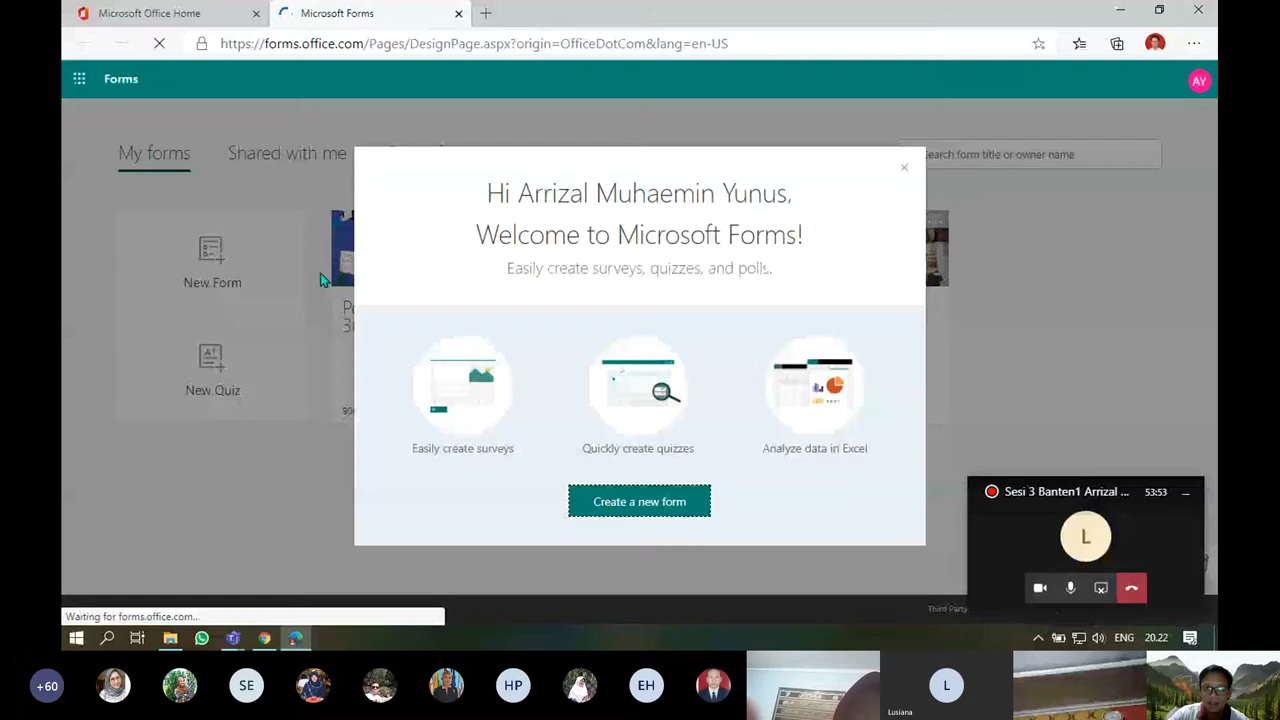 Microsoft Office Home
Microsoft Forms
https://forms.office.com/Pages/DesignPage.aspx?origin=OfficeDotCom&lang=en-US
Forms
AY
My forms
Shared with me
Search form title or owner name
Hi Arrizal Muhaemin Yunus,
Welcome to Microsoft Forms!
Easily create surveys, quizzes, and polls.
New Form
New Quiz
Easily create surveys
Quickly create quizzes
Analyze data in Excel
Create a new form
Sesi 3 Banten1 Arrizal ...
53:53
L
Third Party
Waiting for forms.office.com...
ENG
20.22
+60
SE
HP
EH
L
Lusiana